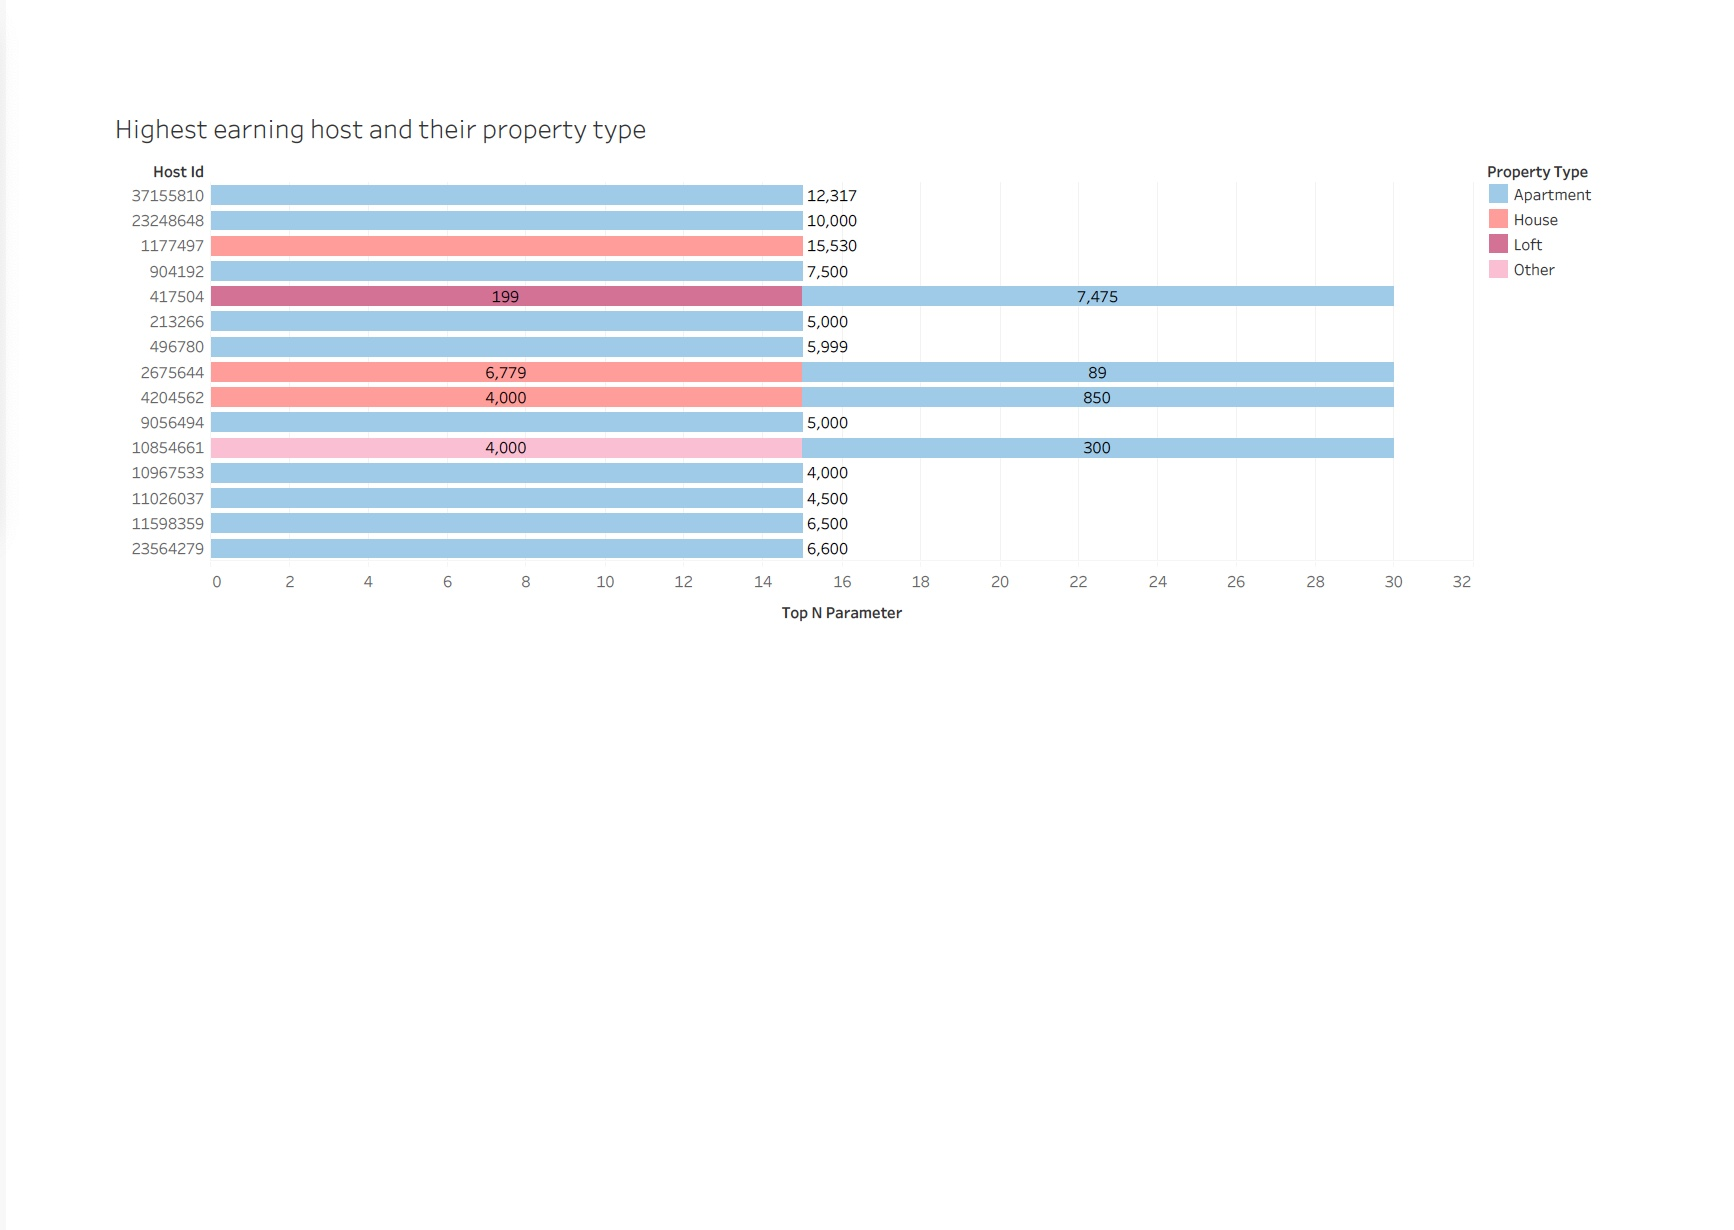 Highest earning host and their property type
Host Id
37155810 12,317
23248648 10,000
1177497 15,530
904192 7,500
417504 199 7,475
213266 5,000
496780 5,999
2675644 6,779 89
4204562 4,000 850
9056494 5,000
10854661 4,000 300
10967533 4,000
11026037 4,500
11598359 6,500
23564279 6,600
0 2 4 6 8 10 12 14 16 18 20 22 24 26 28 30 32
Top N Parameter
Property Type
Apartment
House
Loft
Other